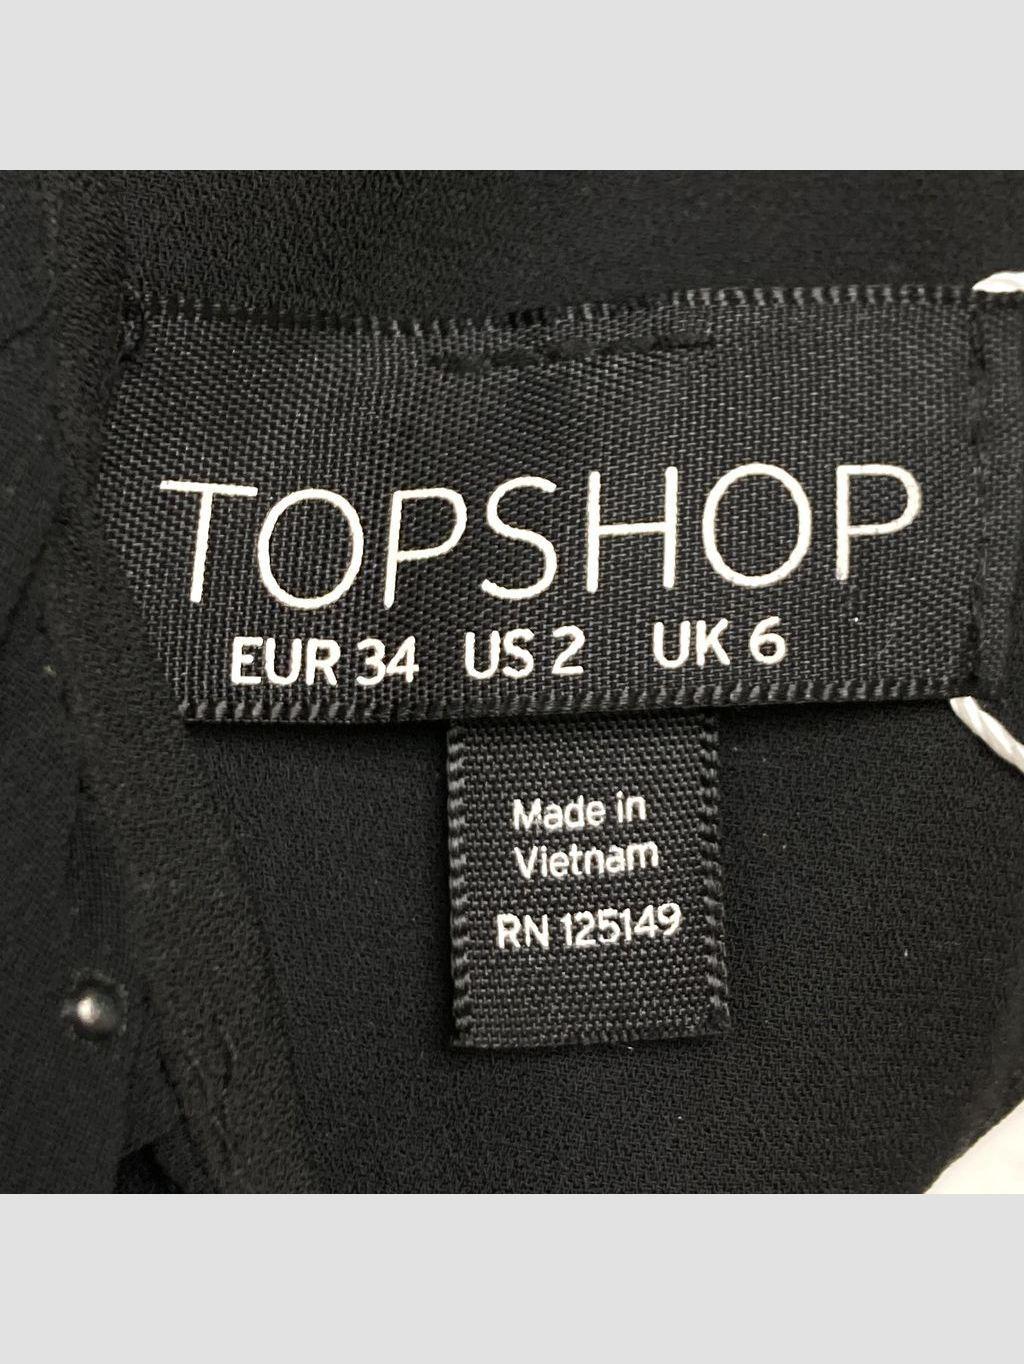 TOPSHOP
EUR 34 US 2 UK 6
Made in
Vietnam
RN 125149